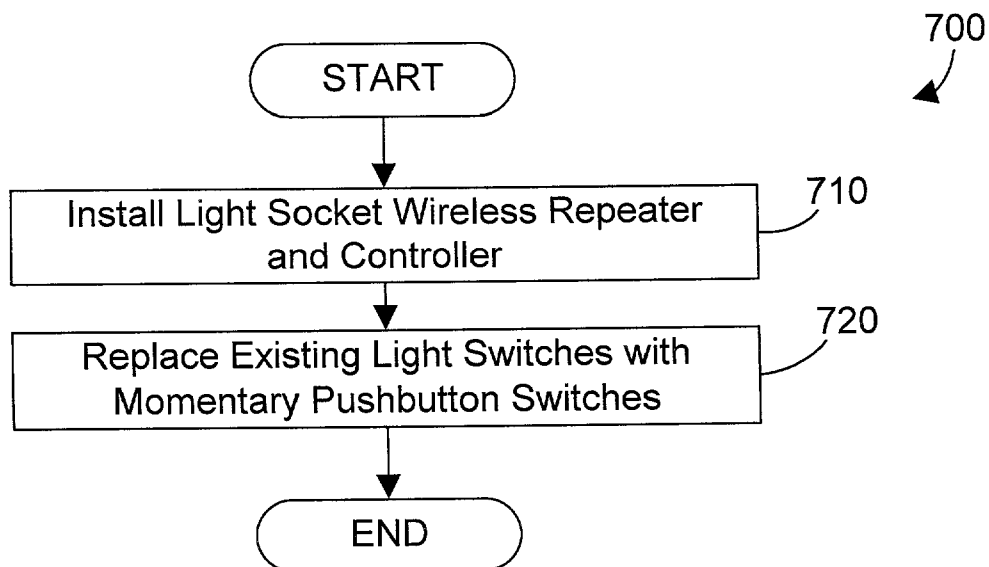 700
START
710
Install Light Socket Wireless Repeater
and Controller
720
Replace Existing Light Switches with
Momentary Pushbutton Switches
END